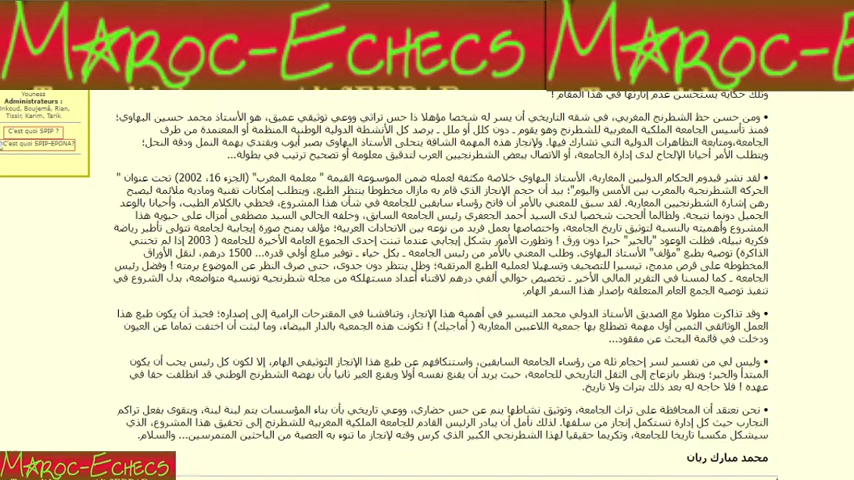 MAROC-ECHECS
MAROC-E
Youness
Administrateurs :
inkoud, Boujemâ, Rian,
Tissir, Karim, Tarik
C'est quoi SPIP ?
C'est quoi SPIP-EPONA?
وتلك حكاية يستحسن عدم إثارتها في هذا المقام !
• ومن حسن حظ الشطرنج المغربي، في شقه التاريخي أن يسر له شخصا مؤهلا ذا حس تراثي ووعي توثيقي عميق، هو الأستاذ محمد حسين البهاوي؛
فمنذ تأسيس الجامعة الملكية المغربية للشطرنج وهو يقوم ـ دون كلل أو ملل ـ برصد كل الأنشطة الدولية الوطنية المنظمة أو المعتمدة من طرف
الجامعة،ومتابعة التظاهرات الدولية التي تشارك فيها. ولإنجاز هذه المهمة الشاقة يتحلى الأستاذ البهاوي بصبر أيوب ويقتدي بهمة النمل ودقة النحل؛
ويتطلب الأمر أحيانا الإلحاح لدى إدارة الجامعة، أو الاتصال ببعض الشطرنجيين العرب لتدقيق معلومة أو تصحيح ترتيب في بطولة...
• لقد نشر قيدوم الحكام الدوليين المغاربة، الأستاذ البهاوي خلاصة مكثفة لعمله ضمن الموسوعة القيمة " معلمة المغرب" (الجزء 16، 2002) تحت عنوان "
الحركة الشطرنجية بالمغرب بين الأمس واليوم"؛ بيد أن حجم الإنجاز الذي قام به مازال مخطوطا ينتظر الطبع، ويتطلب إمكانات تقنية ومادية ملائمة ليصبح
رهن إشارة الشطرنجيين المغاربة. لقد سبق للمعني بالأمر أن فاتح رؤساء سابقين للجامعة في شأن هذا المشروع، فحظي بالكلام الطيب، وأحيانا بالوعد
الجميل دونما نتيجة. ولطالما ألححت شخصيا لدى السيد أحمد الجعفري رئيس الجامعة السابق، وخلفه الحالي السيد مصطفى أمزال على حيوية هذا
المشروع وأهميته بالنسبة لتوثيق تاريخ الجامعة، واختصاصها بعمل فريد من نوعه بين الاتحادات العربية؛ مؤلف يمنح صورة إيجابية لجامعة تتولى تأطير رياضة
فكرية نبيلة، فظلت الوعود "بالخير" حبرا دون ورق ! وتطورت الأمور بشكل إيجابي عندما تبنت إحدى الجموع العامة الأخيرة للجامعة ( 2003 إذا لم تخنني
الذاكرة) توصية بطبع "مؤلف" الأستاذ البهاوي. وطلب المعني بالأمر من رئيس الجامعة ـ بكل حياء ـ توفير مبلغ أولي قدره... 1500 درهم، لنقل الأوراق
المخطوطة على قرص مدمج، تيسيرا للتصحيف وتسهيلا لعملية الطبع المرتقبة؛ وظل ينتظر دون جدوى، حتى صرف النظر عن الموضوع برمته ! وفضل رئيس
الجامعة ـ كما لمسنا في التقرير المالي الأخير ـ تخصيص حوالي ألفي درهم لاقتناء أعداد مستهلكة من مجلة شطرنجية تونسية متواضعة، بدل الشروع في
تنفيذ توصية الجمع العام المتعلقة بإصدار هذا السفر الهام.
• وقد تذاكرت مطولا مع الصديق الأستاذ الدولي محمد التيسير في أهمية هذا الإنجاز، وتناقشنا في المقترحات الرامية إلى إصداره؛ فحبذ أن يكون طبع هذا
العمل الوثائقي الثمين أول مهمة تضطلع بها جمعية اللاعبين المغاربة ( أماجيك) ! تكونت هذه الجمعية بالدار البيضاء، وما لبثت أن اختفت تماما عن العيون
ودخلت في قائمة البحث عن مفقود...
• وليس لي من تفسير لسر إحجام ثلة من رؤساء الجامعة السابقين، واستنكافهم عن طبع هذا الإنجاز التوثيقي الهام، إلا لكون كل رئيس يحب أن يكون
المبتدأ والخبر؛ وينظر بانزعاج إلى الثقل التاريخي للجامعة، حيث يريد أن يقنع نفسه أولا ويقنع الغير ثانيا بأن نهضة الشطرنج الوطني قد انطلقت حقا في
عهده ! فلا حاجة له بعد ذلك بتراث ولا تاريخ.
• نحن نعتقد أن المحافظة على تراث الجامعة، وتوثيق نشاطها ينم عن حس حضاري، ووعي تاريخي بأن بناء المؤسسات يتم لبنة لبنة، ويتقوى بفعل تراكم
التجارب حيث كل إدارة تستكمل إنجاز من سلفها. لذلك نأمل أن يبادر الرئيس القادم للجامعة الملكية المغربية للشطرنج إلى تحقيق هذا المشروع، الذي
سيشكل مكسبا تاريخا للجامعة، وتكريما حقيقيا لهذا الشطرنجي الكبير الذي كرس وقته لإنجاز ما تنوء به العصبة من الباحثين المتمرسين... والسلام.
محمد مبارك ريان
MAROC-ECHECS